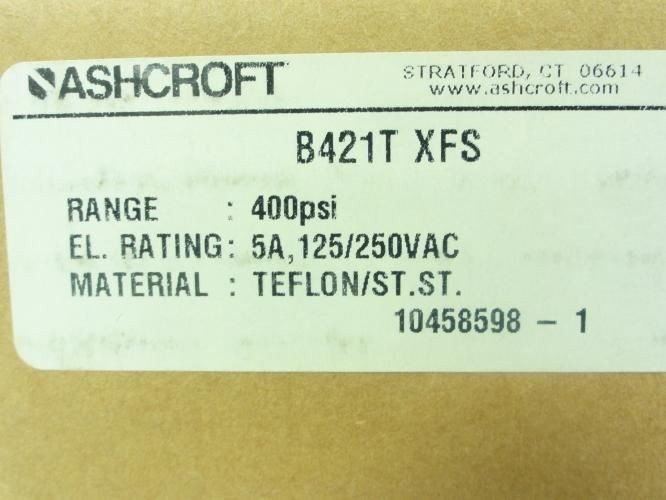 ASHCROFT
STRATFORD, CT 06614
www.ashcroft.com
B421T XFS
RANGE : 400psi
EL. RATING: 5A,125/250VAC
MATERIAL : TEFLON/ST.ST.
10458598 - 1